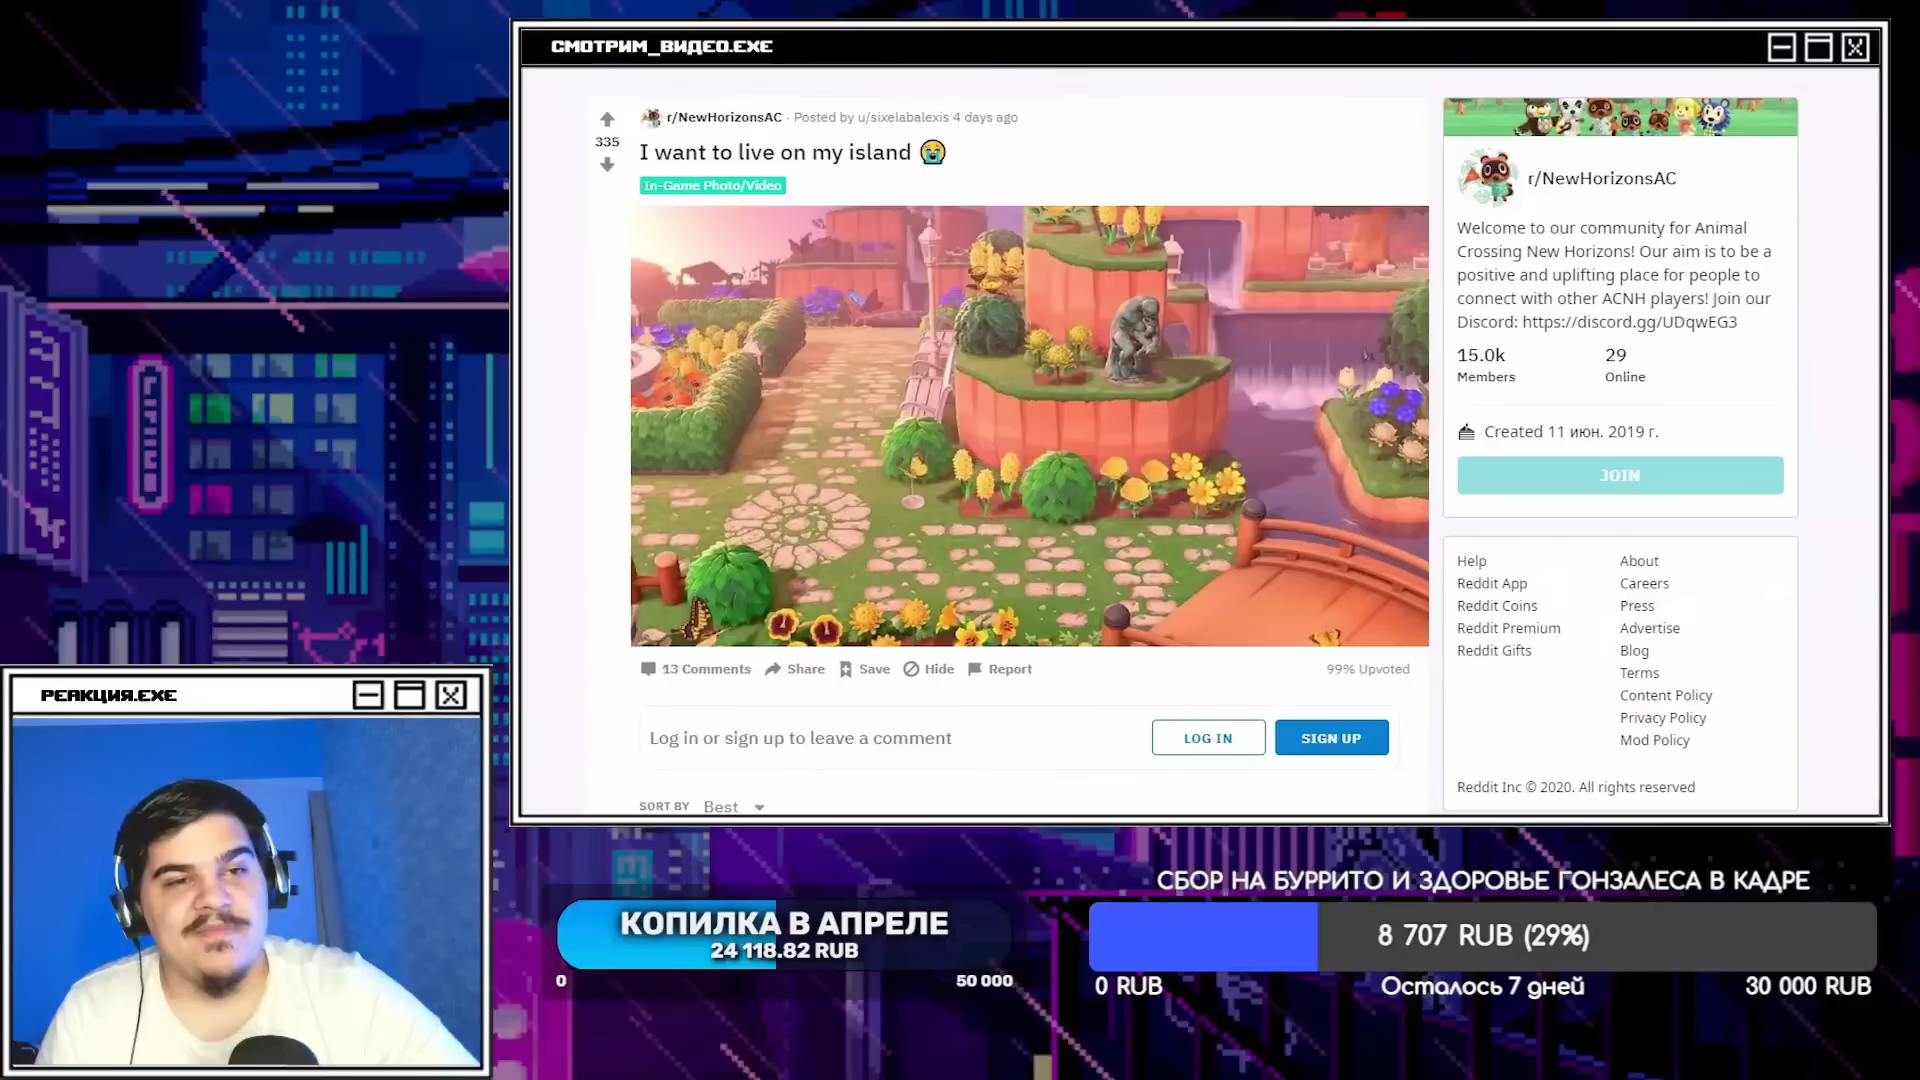 СМОТРИМ_ВИДЕО.EXE
r/NewHorizonsAC · Posted by u/sixelabalexis 4 days ago
335
I want to live on my island 😭
In-Game Photo/Video
13 Comments Share Save Hide Report 99% Upvoted
Log in or sign up to leave a comment LOG IN SIGN UP
SORT BY Best
r/NewHorizonsAC
Welcome to our community for Animal
Crossing New Horizons! Our aim is to be a
positive and uplifting place for people to
connect with other ACNH players! Join our
Discord: https://discord.gg/UDqwEG3
15.0k 29
Members Online
Created 11 июн. 2019 г.
JOIN
Help About
Reddit App Careers
Reddit Coins Press
Reddit Premium Advertise
Reddit Gifts Blog
Terms
Content Policy
Privacy Policy
Mod Policy
Reddit Inc © 2020. All rights reserved
РЕАКЦИЯ.EXE
КОПИЛКА В АПРЕЛЕ
24 118.82 RUB
0 50 000
СБОР НА БУРРИТО И ЗДОРОВЬЕ ГОНЗАЛЕСА В КАДРЕ
8 707 RUB (29%)
0 RUB Осталось 7 дней 30 000 RUB